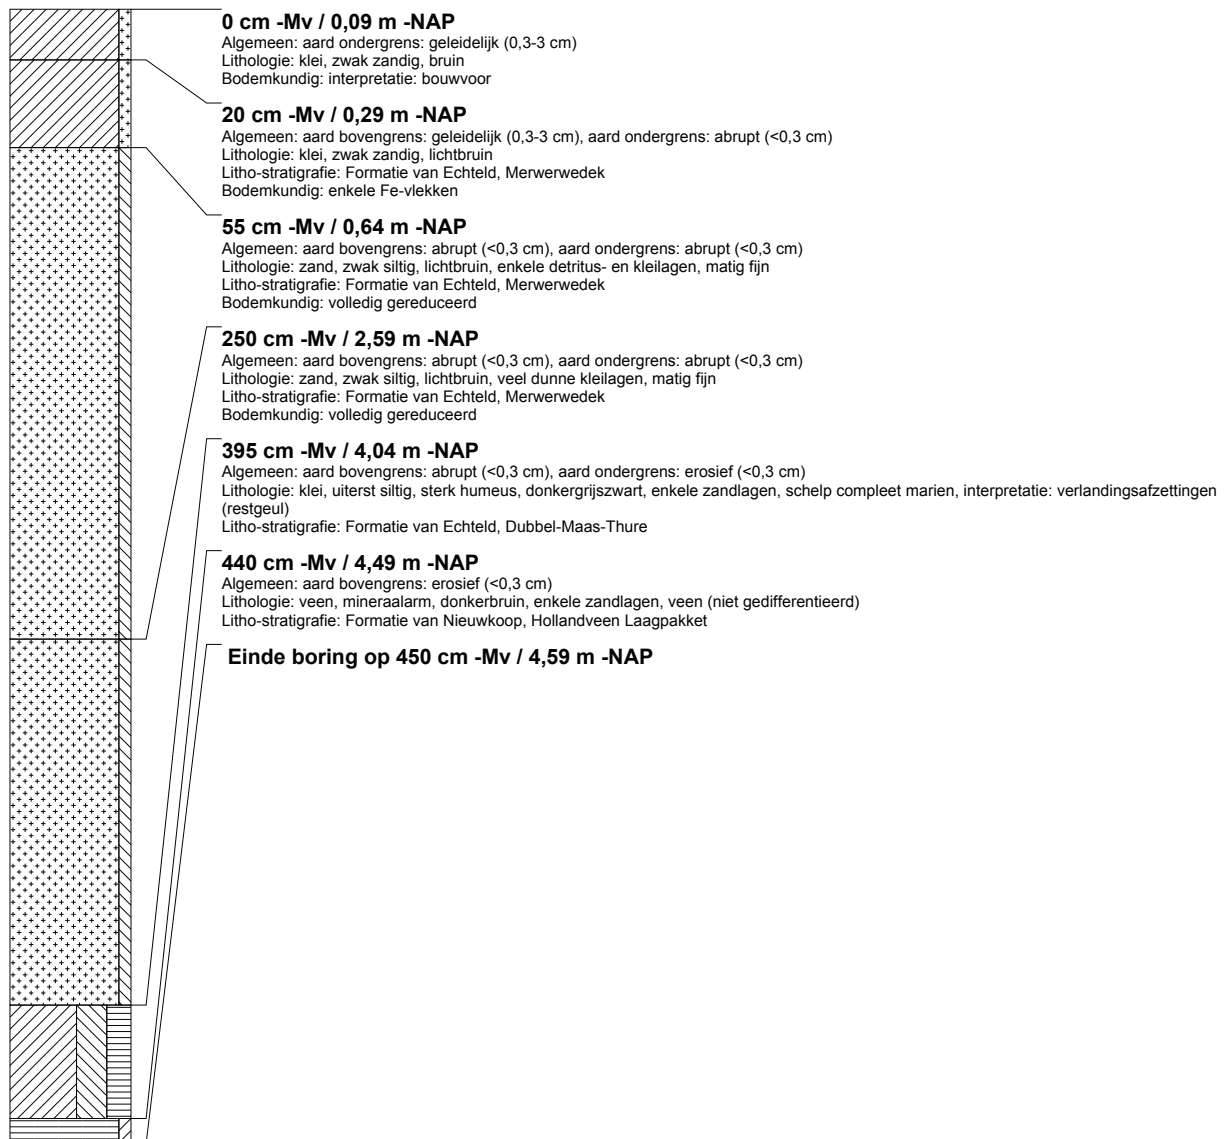 0 cm -Mv / 0,09 m -NAP
Algemeen: aard ondergrens: geleidelijk (0,3-3 cm)
Lithologie: klei, zwak zandig, bruin
Bodemkundig: interpretatie: bouwvoor
20 cm -Mv / 0,29 m -NAP
Algemeen: aard bovengrens: geleidelijk (0,3-3 cm), aard ondergrens: abrupt (<0,3 cm)
Lithologie: klei, zwak zandig, lichtbruin
Litho-stratigrafie: Formatie van Echteld, Merwerwedek
Bodemkundig: enkele Fe-vlekken
55 cm -Mv / 0,64 m -NAP
Algemeen: aard bovengrens: abrupt (<0,3 cm), aard ondergrens: abrupt (<0,3 cm)
Lithologie: zand, zwak siltig, lichtbruin, enkele detritus- en kleilagen, matig fijn
Litho-stratigrafie: Formatie van Echteld, Merwerwedek
Bodemkundig: volledig gereduceerd
250 cm -Mv / 2,59 m -NAP
Algemeen: aard bovengrens: abrupt (<0,3 cm), aard ondergrens: abrupt (<0,3 cm)
Lithologie: zand, zwak siltig, lichtbruin, veel dunne kleilagen, matig fijn
Litho-stratigrafie: Formatie van Echteld, Merwerwedek
Bodemkundig: volledig gereduceerd
395 cm -Mv / 4,04 m -NAP
Algemeen: aard bovengrens: abrupt (<0,3 cm), aard ondergrens: erosief (<0,3 cm)
Lithologie: klei, uiterst siltig, sterk humeus, donkergrijszwart, enkele zandlagen, schelp compleet marien, interpretatie: verlandingsafzettingen
(restgeul)
Litho-stratigrafie: Formatie van Echteld, Dubbel-Maas-Thure
440 cm -Mv / 4,49 m -NAP
Algemeen: aard bovengrens: erosief (<0,3 cm)
Lithologie: veen, mineraalarm, donkerbruin, enkele zandlagen, veen (niet gedifferentieerd)
Litho-stratigrafie: Formatie van Nieuwkoop, Hollandveen Laagpakket
Einde boring op 450 cm -Mv / 4,59 m -NAP